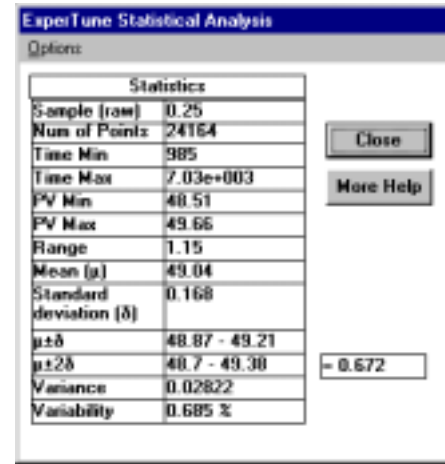 ExperTune Statistical Analysis
Options
Statistics
Sample (raw) 0.25
Num of Points 24164
Time Min 985
Time Max 7.03e+003
PV Min 48.51
PV Max 49.66
Range 1.15
Mean (μ) 49.04
Standard deviation (δ) 0.168
μ±δ 48.87 - 49.21
μ±2δ 48.7 - 49.38
Variance 0.02822
Variability 0.685 %
Close
More Help
= 0.672